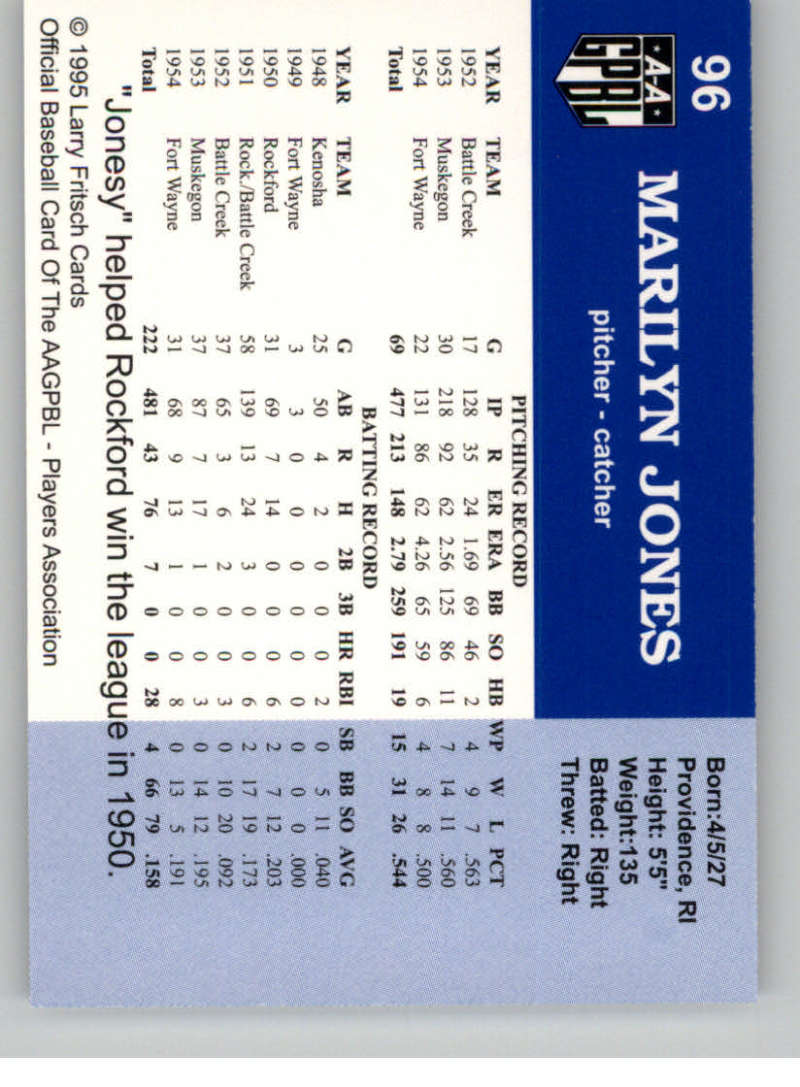 96
A-A
GPBL
MARILYN JONES
pitcher - catcher
Born:4/5/27
Providence, RI
Height: 5'5"
Weight:135
Batted: Right
Threw: Right
PITCHING RECORD
YEAR TEAM G IP R ER ERA BB SO HB WP W L PCT
1952 Battle Creek 17 128 35 24 1.69 69 46 2 4 9 7 .563
1953 Muskegon 30 218 92 62 2.56 125 86 11 7 14 11 .560
1954 Fort Wayne 22 131 86 62 4.26 65 59 6 4 8 8 .500
Total 69 477 213 148 2.79 259 191 19 15 31 26 .544
BATTING RECORD
YEAR TEAM G AB R H 2B 3B HR RBI SB BB SO AVG
1948 Kenosha 25 50 4 2 0 0 0 2 0 5 11 .040
1949 Fort Wayne 3 3 0 0 0 0 0 0 0 0 0 .000
1950 Rockford 31 69 7 14 0 0 0 6 2 7 12 .203
1951 Rock./Battle Creek 58 139 13 24 3 0 0 6 2 17 19 .173
1952 Battle Creek 37 65 3 6 2 0 0 3 0 10 20 .092
1953 Muskegon 37 87 7 17 1 0 0 3 0 14 12 .195
1954 Fort Wayne 31 68 9 13 1 0 0 8 0 13 5 .191
Total 222 481 43 76 7 0 0 28 4 66 79 .158
"Jonesy" helped Rockford win the league in 1950.
© 1995 Larry Fritsch Cards
Official Baseball Card Of The AAGPBL - Players Association